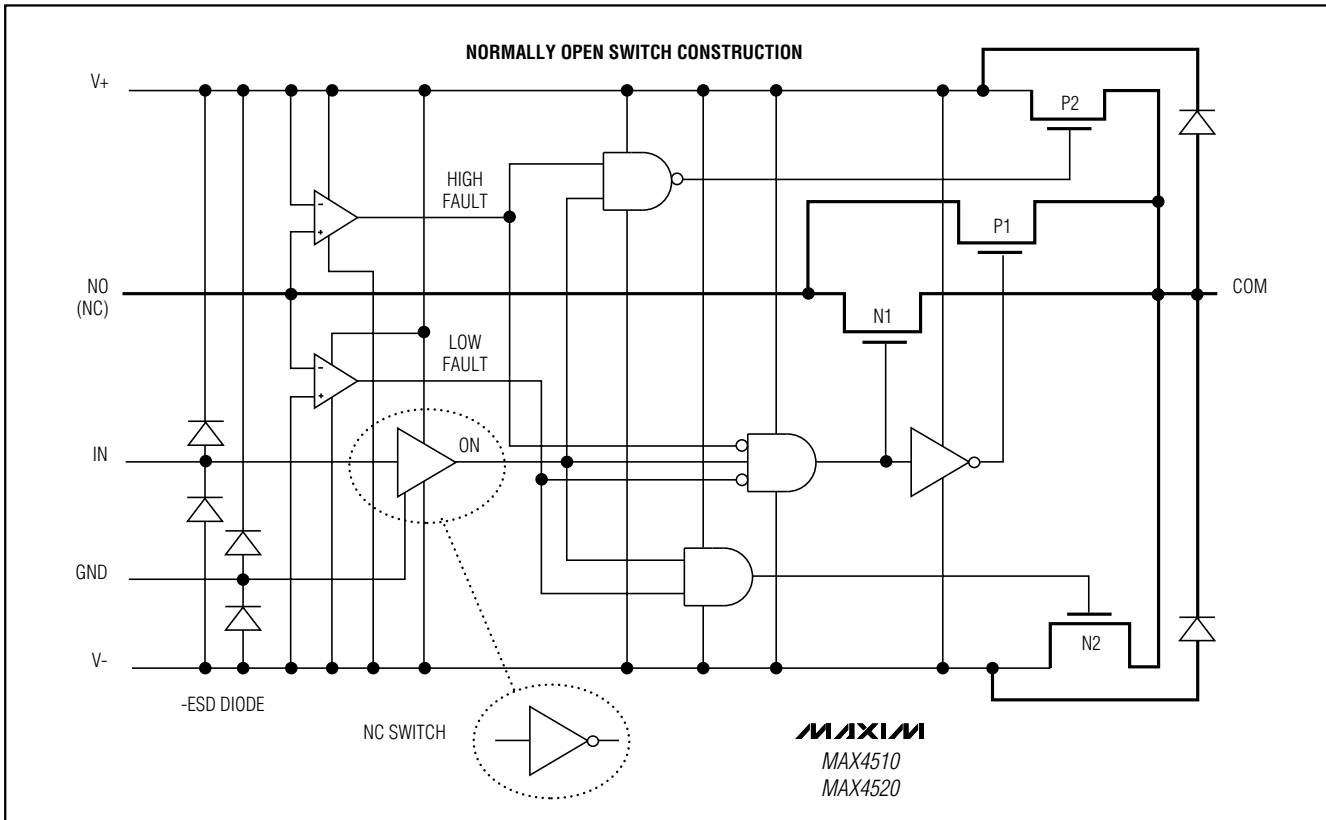 NORMALLY OPEN SWITCH CONSTRUCTION
V+
P2
HIGH
FAULT
-
+
P1
NO
(NC)
COM
N1
LOW
FAULT
-
+
ON
IN
GND
N2
V-
-ESD DIODE
NC SWITCH
MAXIM
MAX4510
MAX4520